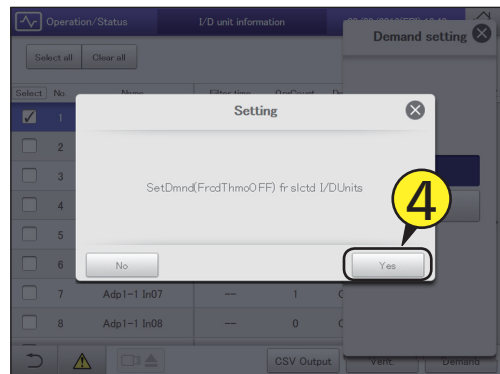 Operation/Status I/D unit information
Demand setting
Select all Clear all
Select No. Name Filter time
1
Setting
2
3
SetDmnd(FrcdThmoOFF) fr slctd I/DUnits
4
4
5
6
No Yes
7 Adp1-1 In07 -- 1
8 Adp1-1 In08 -- 0
CSV Output Vent. Demand